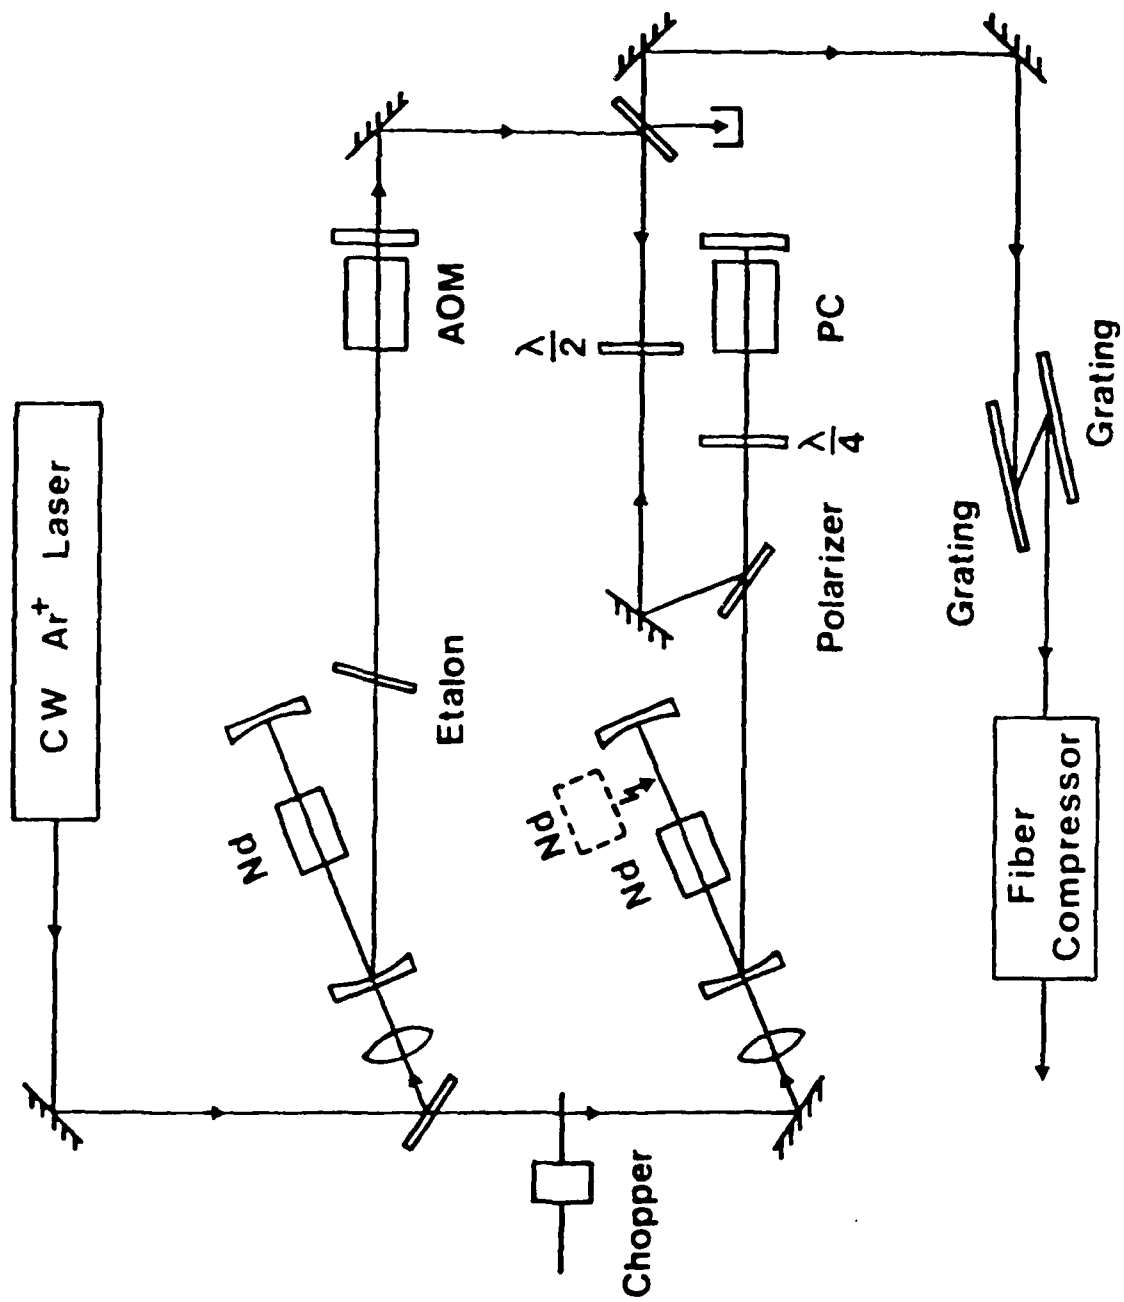 CW Ar+ Laser
Nd
Etalon
AOM
λ/2
PC
λ/4
Polarizer
Nd
Nd
Chopper
Grating
Grating
Fiber
Compressor